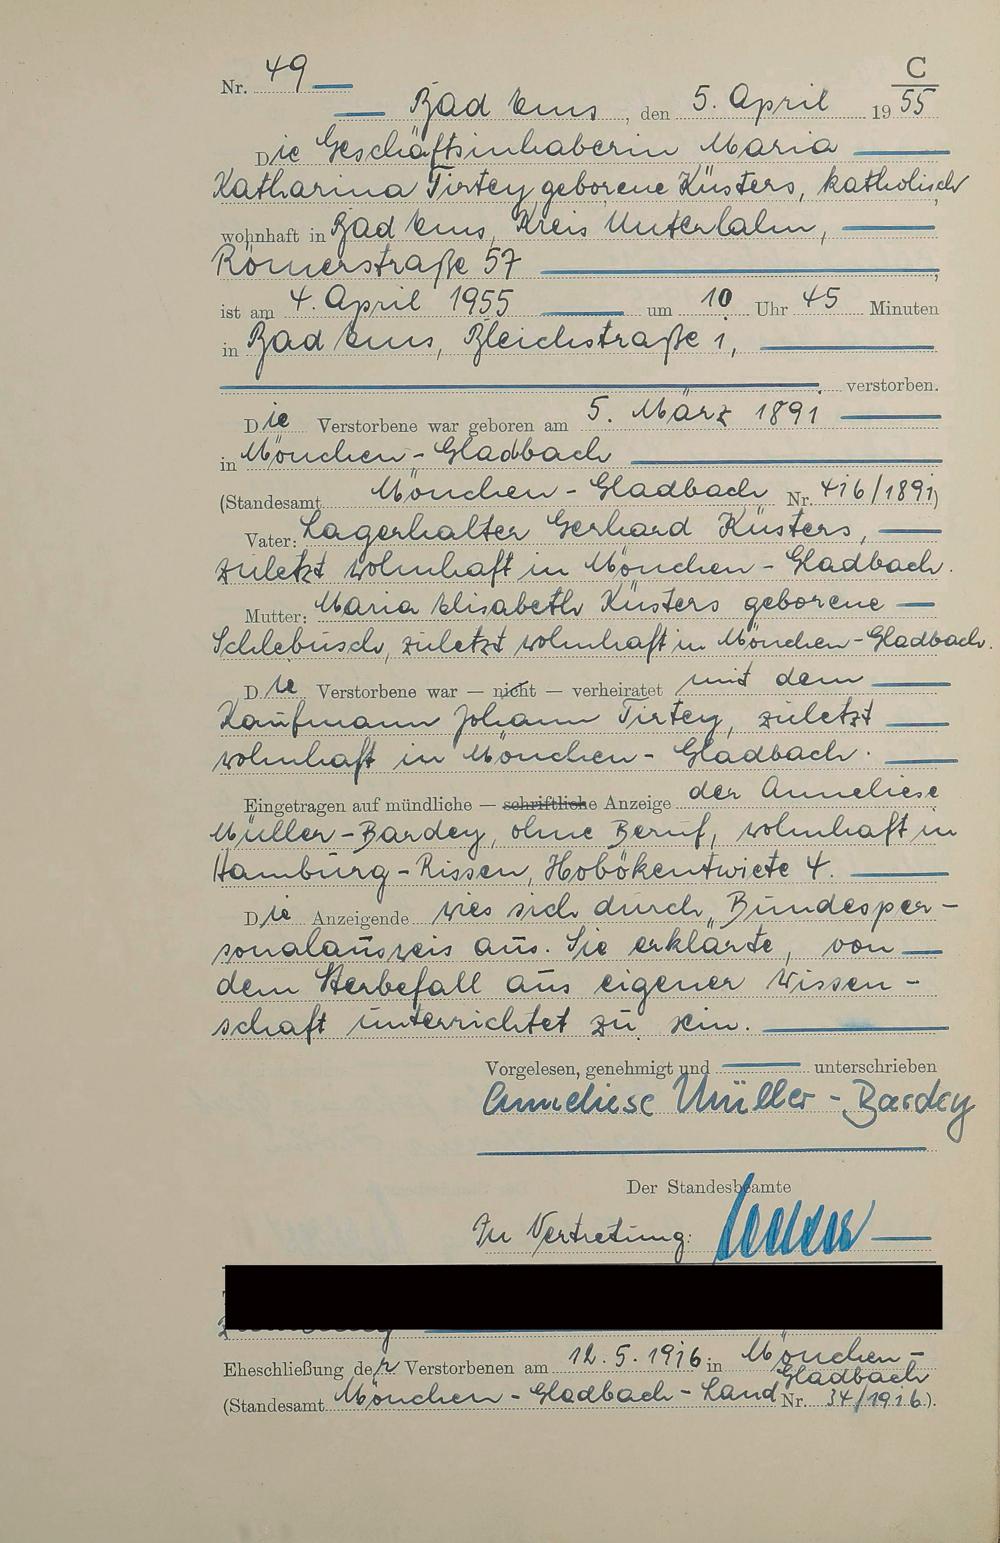 C
Nr. 49
Bad Ems, den 5. April 1955
Die Geschäftsinhaberin Maria
Katharina Tirtey geborene Küsters, katholisch,
wohnhaft in Bad Ems, Kreis Unterlahn,
Römerstraße 57
ist am 4. April 1955 um 10 Uhr 45 Minuten
in Bad Ems, Bleichstraße 1,
verstorben.
Die Verstorbene war geboren am 5. März 1891
in Mönchen-Gladbach
(Standesamt Mönchen-Gladbach Nr. 416/1891)
Vater: Lagerhalter Gerhard Küsters,
zuletzt wohnhaft in Mönchen-Gladbach.
Mutter: Maria Elisabeth Küsters geborene
Schlebusch, zuletzt wohnhaft in Mönchen-Gladbach.
Die Verstorbene war — nicht — verheiratet mit dem
Kaufmann Johann Tirtey, zuletzt
wohnhaft in Mönchen-Gladbach.
Eingetragen auf mündliche — schriftliche Anzeige der Anneliese
Müller-Bardey, ohne Beruf, wohnhaft in
Hamburg-Rissen, Hobökentwiete 4.
Die Anzeigende wies sich durch Bundesper-
sonalausweis aus. Sie erklärte, von
dem Sterbefall aus eigener Wissen-
schaft unterrichtet zu sein.
Vorgelesen, genehmigt und unterschrieben
Anneliese Müller-Bardey
Der Standesbeamte
In Vertretung:
Eheschließung der Verstorbenen am 12.5.1916 in Mönchen-
Gladbach
(Standesamt Mönchen-Gladbach-Land Nr. 34/1916).